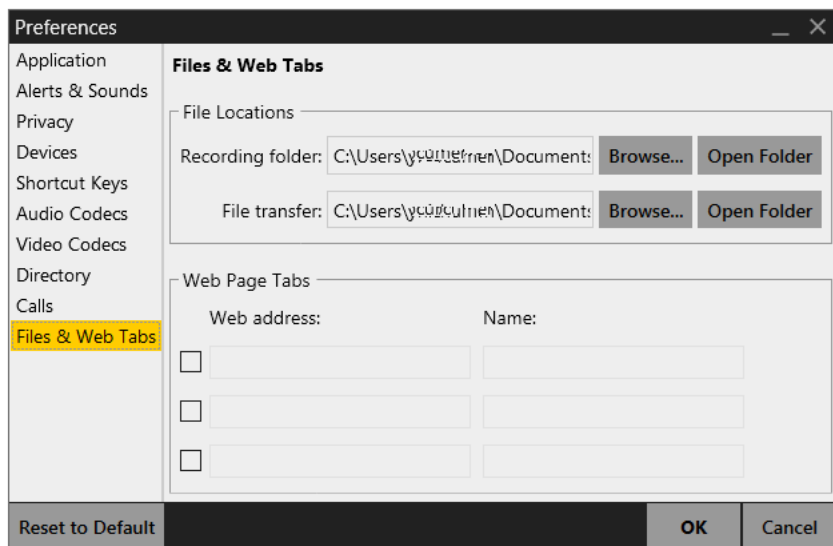 Preferences
Application
Alerts & Sounds
Privacy
Devices
Shortcut Keys
Audio Codecs
Video Codecs
Directory
Calls
Files & Web Tabs
Files & Web Tabs
File Locations
Recording folder: Browse... Open Folder
File transfer: Browse... Open Folder
Web Page Tabs
Web address: Name:
Reset to Default OK Cancel